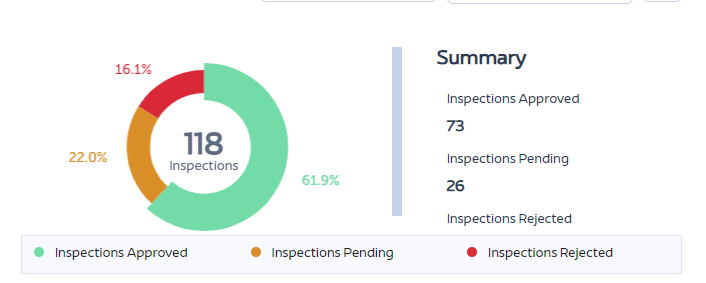 16.1%
22.0%
118
Inspections
61.9%
Summary
Inspections Approved
73
Inspections Pending
26
Inspections Rejected
Inspections Approved
Inspections Pending
Inspections Rejected